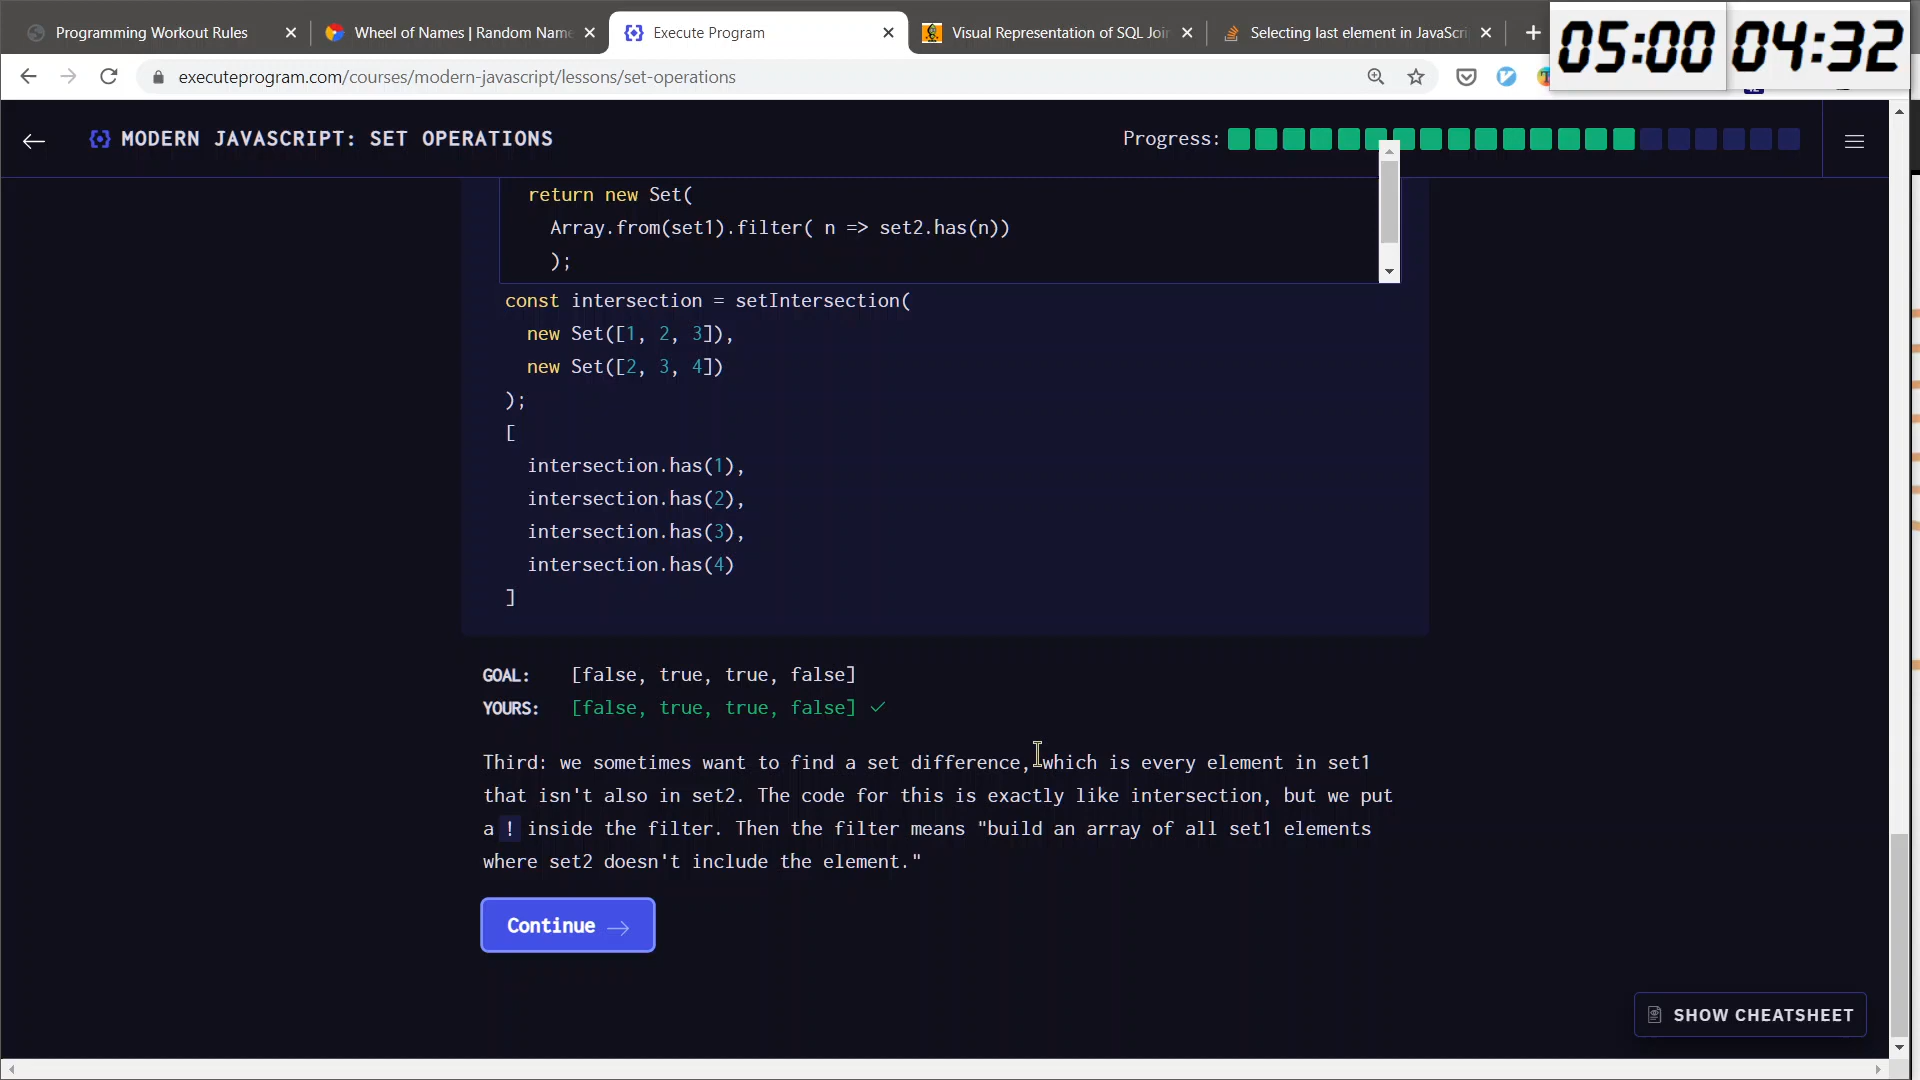 Programming Workout Rules
Wheel of Names | Random Name
Execute Program
Visual Representation of SQL Join
Selecting last element in JavaScri
05:00 04:32
executeprogram.com/courses/modern-javascript/lessons/set-operations
MODERN JAVASCRIPT: SET OPERATIONS
Progress:
return new Set(
Array.from(set1).filter( n => set2.has(n))
);
const intersection = setIntersection(
new Set([1, 2, 3]),
new Set([2, 3, 4])
);
[
intersection.has(1),
intersection.has(2),
intersection.has(3),
intersection.has(4)
]
GOAL: [false, true, true, false]
YOURS: [false, true, true, false] ✓
Third: we sometimes want to find a set difference, which is every element in set1
that isn't also in set2. The code for this is exactly like intersection, but we put
a ! inside the filter. Then the filter means "build an array of all set1 elements
where set2 doesn't include the element."
Continue →
SHOW CHEATSHEET